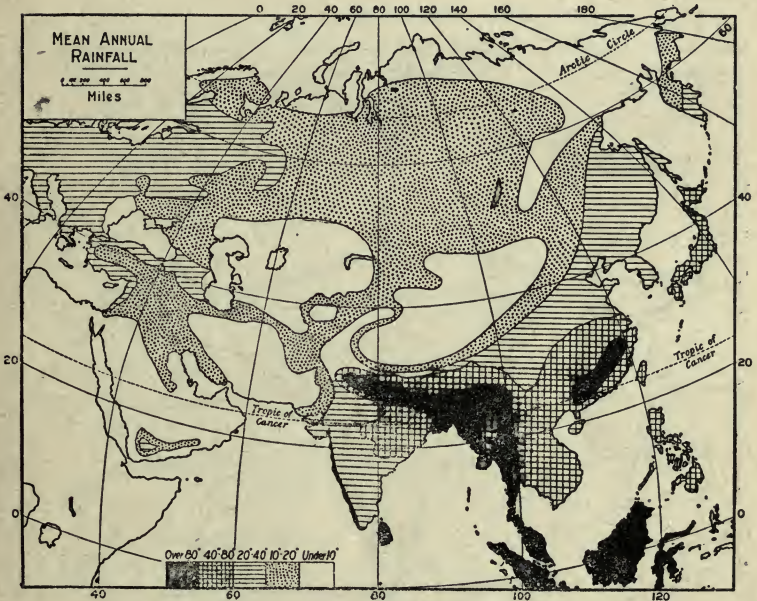 0 20 40 60 80 100 120 140 160 180
MEAN ANNUAL
RAINFALL
Miles
Arctic Circle
60
40 40
20 20
Tropic of
Cancer
Tropic of
Cancer
0 0
Over 80" 40"-80" 20"-40" 10"-20" Under 10"
40 60 80 100 120